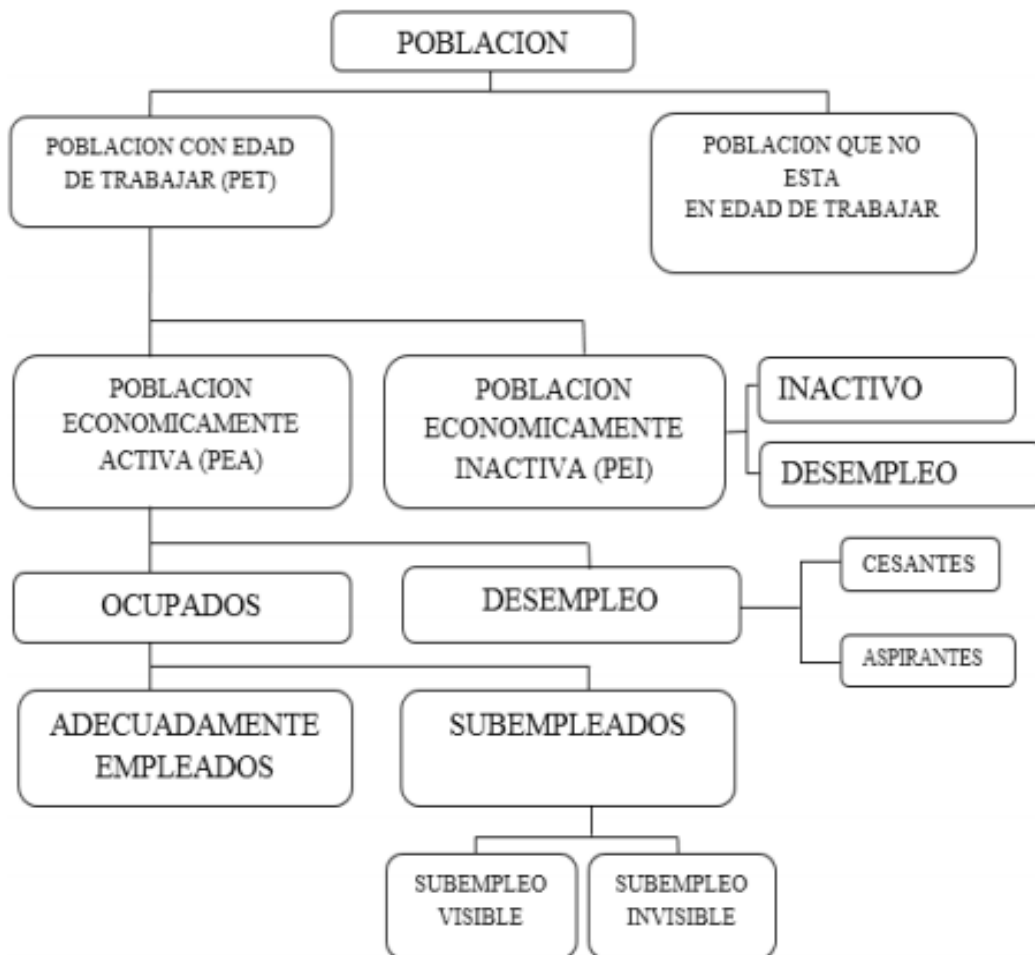 POBLACION
POBLACION CON EDAD
DE TRABAJAR (PET)
POBLACION QUE NO
ESTA
EN EDAD DE TRABAJAR
POBLACION
ECONOMICAMENTE
ACTIVA (PEA)
POBLACION
ECONOMICAMENTE
INACTIVA (PEI)
INACTIVO
DESEMPLEO
OCUPADOS
DESEMPLEO
CESANTES
ASPIRANTES
ADECUADAMENTE
EMPLEADOS
SUBEMPLEADOS
SUBEMPLEO
VISIBLE
SUBEMPLEO
INVISIBLE